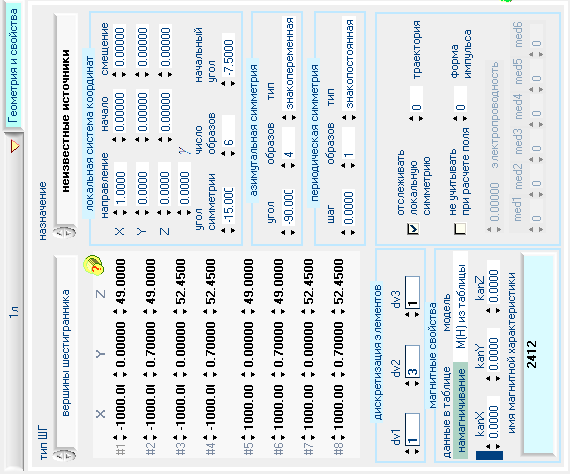 1л
Геометрия и свойства
тип ШГ
вершины шестигранника
X Y Z
#1 -1000.0( 0.00000 49.0000
#2 -1000.0( 0.70000 49.0000
#3 -1000.0( 0.00000 52.4500
#4 -1000.0( 0.70000 52.4500
#5 1000.00 0.00000 49.0000
#6 1000.00 0.70000 49.0000
#7 1000.00 0.00000 52.4500
#8 1000.00 0.70000 52.4500
дискретизация элементов
dv1 dv2 dv3
1 3 1
магнитные свойства
данные в таблице модель
намагничивание M(H) из таблицы
kanX kanY kanZ
0.0000 0.0000 0.0000
имя магнитной характеристики
2412
назначение
неизвестные источники
локальная система координат
направление начало смещение
X 1.0000 0.00000 0.00000
Y 0.0000 0.00000 0.00000
Z 0.0000 0.00000 0.00000
0.0000 γ
угол симметрии число образов начальный угол
-15.000 6 -7.5000
азимутальная симметрия
угол образов тип
-90.000 4 знакопеременная
периодическая симметрия
шаг образов тип
0.0000 1 знакопостоянная
отслеживать локальную симметрию
0 траектория
не учитывать при расчете поля
0 форма импульса
0.00000 электропроводность
med1 med2 med3 med4 med5 med6
0 0 0 0 0 0